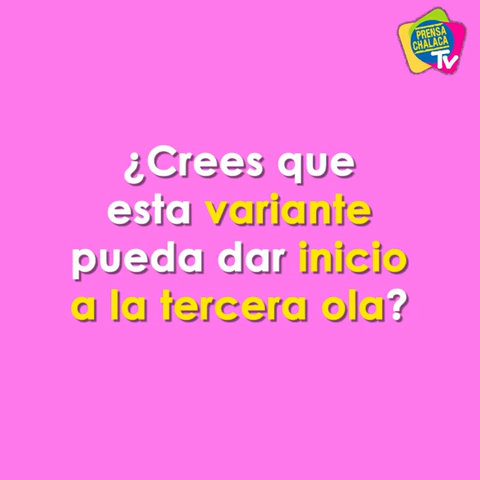 PRENSA
CHALACA
TV
¿Crees que
esta variante
pueda dar inicio
a la tercera ola?